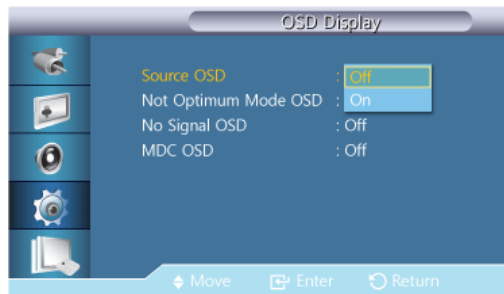 OSD Display
Source OSD : Off
Not Optimum Mode OSD : On
No Signal OSD : Off
MDC OSD : Off
Move Enter Return